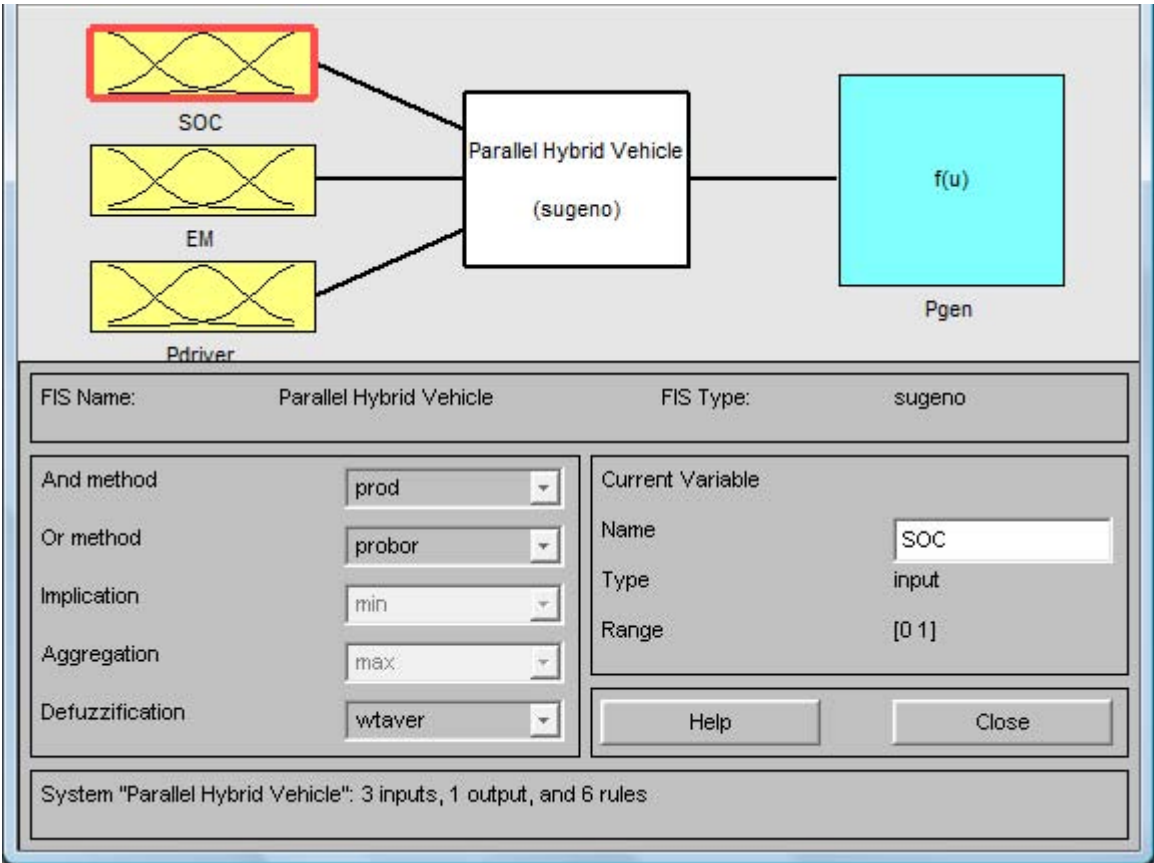 SOC
EM
Pdriver
Parallel Hybrid Vehicle
(sugeno)
f(u)
Pgen
FIS Name: Parallel Hybrid Vehicle FIS Type: sugeno
And method prod
Or method probor
Implication min
Aggregation max
Defuzzification wtaver
Current Variable
Name SOC
Type input
Range [0 1]
Help Close
System "Parallel Hybrid Vehicle": 3 inputs, 1 output, and 6 rules